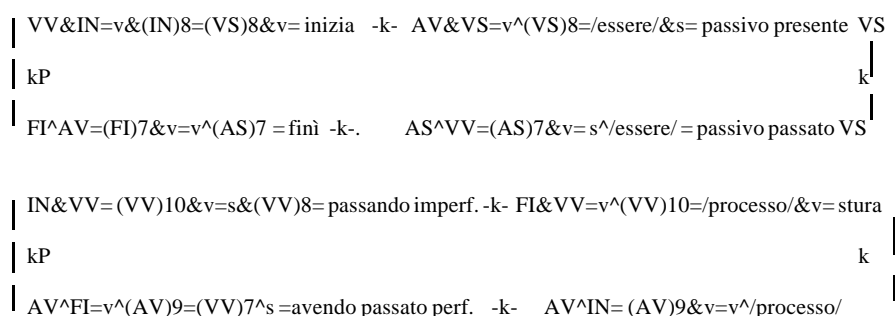 VV&IN=v&(IN)8=(VS)8&v= inizia -k- AV&VS=v^(VS)8=/essere/&s= passivo presente VS
kP k
FI^AV=(FI)7&v=v^(AS)7 = finì -k-. AS^VV=(AS)7&v= s^/essere/ = passivo passato VS
IN&VV= (VV)10&v=s&(VV)8= passando imperf. -k- FI&VV=v^(VV)10=/processo/&v= stura
kP k
AV^FI=v^(AV)9=(VV)7^s =avendo passato perf. -k- AV^IN= (AV)9&v=v^/processo/